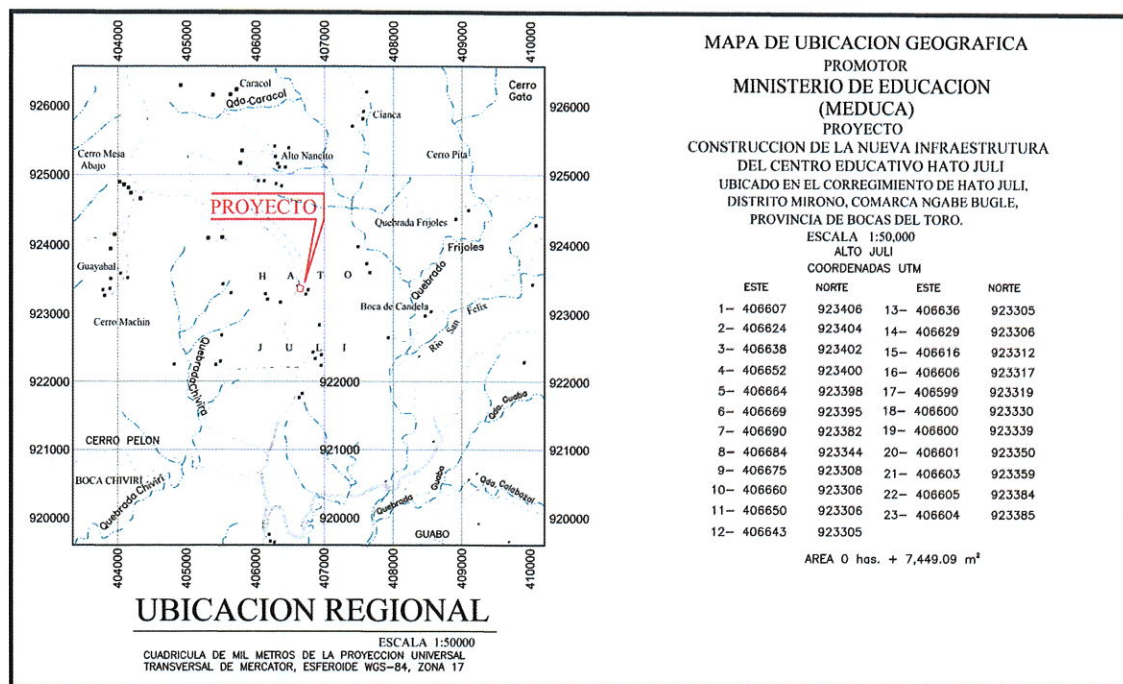 404000
405000
406000
407000
408000
409000
410000
926000
925000
924000
923000
922000
921000
920000
926000
925000
924000
923000
922000
921000
920000
404000
405000
406000
407000
408000
409000
410000
Caracol
Qda. Caracol
Cerro
Gato
Cianca
Cerro Mesa
Abajo
Alto Nancito
Cerro Pita
PROYECTO
Quebrada Frijoles
Quebrada Frijoles
Guayabal
H A T O
Boca de Candela
Cerro Machin
Rio San Felix
J U L I
Quebrada Chivira
922000
Qda. Guaba
CERRO PELON
921000
BOCA CHIVIRI
Quebrada Chiviri
Quebrada Guabo
Qda. Calabazal
920000
GUABO
UBICACION REGIONAL
ESCALA 1:50000
CUADRICULA DE MIL METROS DE LA PROYECCION UNIVERSAL
TRANSVERSAL DE MERCATOR, ESFEROIDE WGS-84, ZONA 17
MAPA DE UBICACION GEOGRAFICA
PROMOTOR
MINISTERIO DE EDUCACION
(MEDUCA)
PROYECTO
CONSTRUCCION DE LA NUEVA INFRAESTRUTURA
DEL CENTRO EDUCATIVO HATO JULI
UBICADO EN EL CORREGIMIENTO DE HATO JULI,
DISTRITO MIRONO, COMARCA NGABE BUGLE,
PROVINCIA DE BOCAS DEL TORO.
ESCALA 1:50,000
ALTO JULI
COORDENADAS UTM
ESTE NORTE ESTE NORTE
1- 406607 923406 13- 406636 923305
2- 406624 923404 14- 406629 923306
3- 406638 923402 15- 406616 923312
4- 406652 923400 16- 406606 923317
5- 406664 923398 17- 406599 923319
6- 406669 923395 18- 406600 923330
7- 406690 923382 19- 406600 923339
8- 406684 923344 20- 406601 923350
9- 406675 923308 21- 406603 923359
10- 406660 923306 22- 406605 923384
11- 406650 923306 23- 406604 923385
12- 406643 923305
AREA 0 has. + 7,449.09 m²